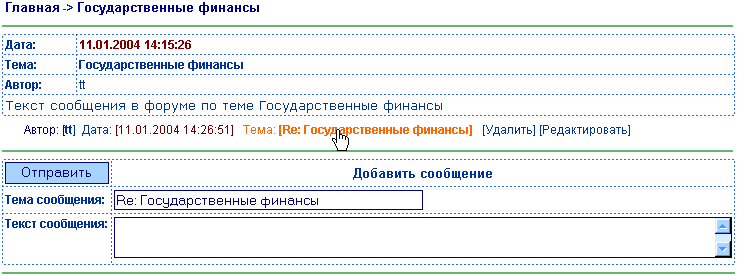 Главная -> Государственные финансы
Дата: 11.01.2004 14:15:26
Тема: Государственные финансы
Автор: tt
Текст сообщения в форуме по теме Государственные финансы
Автор: [tt] Дата: [11.01.2004 14:26:51] Тема: [Re: Государственные финансы] [Удалить] [Редактировать]
Отправить Добавить сообщение
Тема сообщения: Re: Государственные финансы
Текст сообщения: